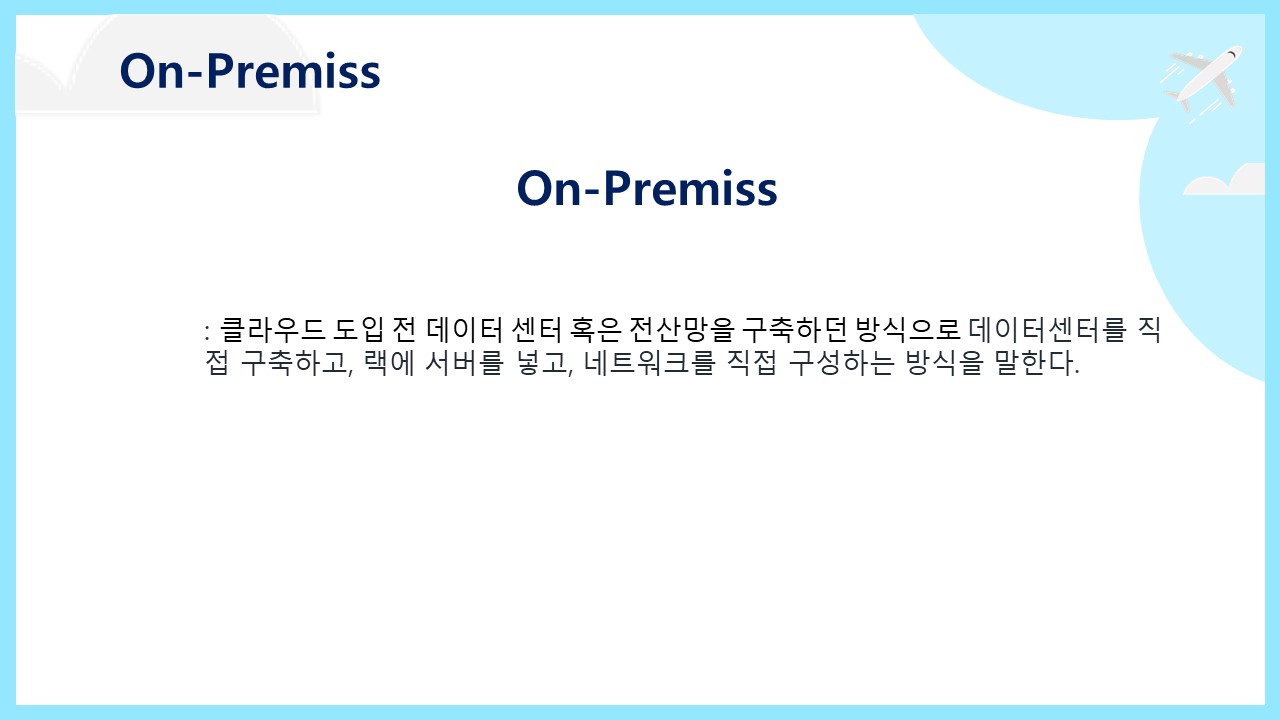 On-Premiss
On-Premiss
: 클라우드 도입 전 데이터 센터 혹은 전산망을 구축하던 방식으로 데이터센터를 직
접 구축하고, 랙에 서버를 넣고, 네트워크를 직접 구성하는 방식을 말한다.